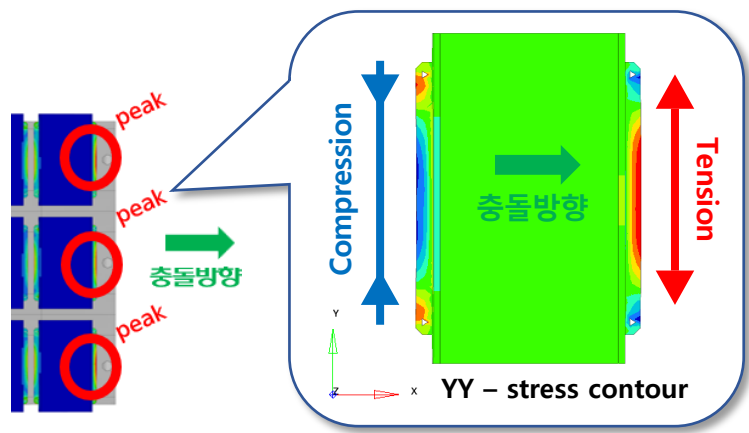 peak
peak
peak
충돌방향
Compression
충돌방향
Tension
Y
Z
X
YY – stress contour